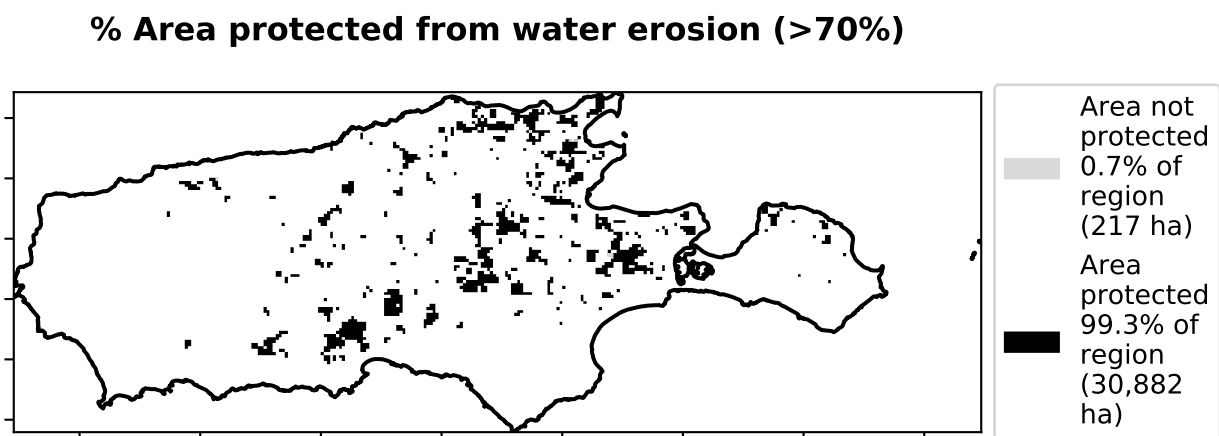 % Area protected from water erosion (>70%)
Area not
protected
0.7% of
region
(217 ha)
Area
protected
99.3% of
region
(30,882
ha)